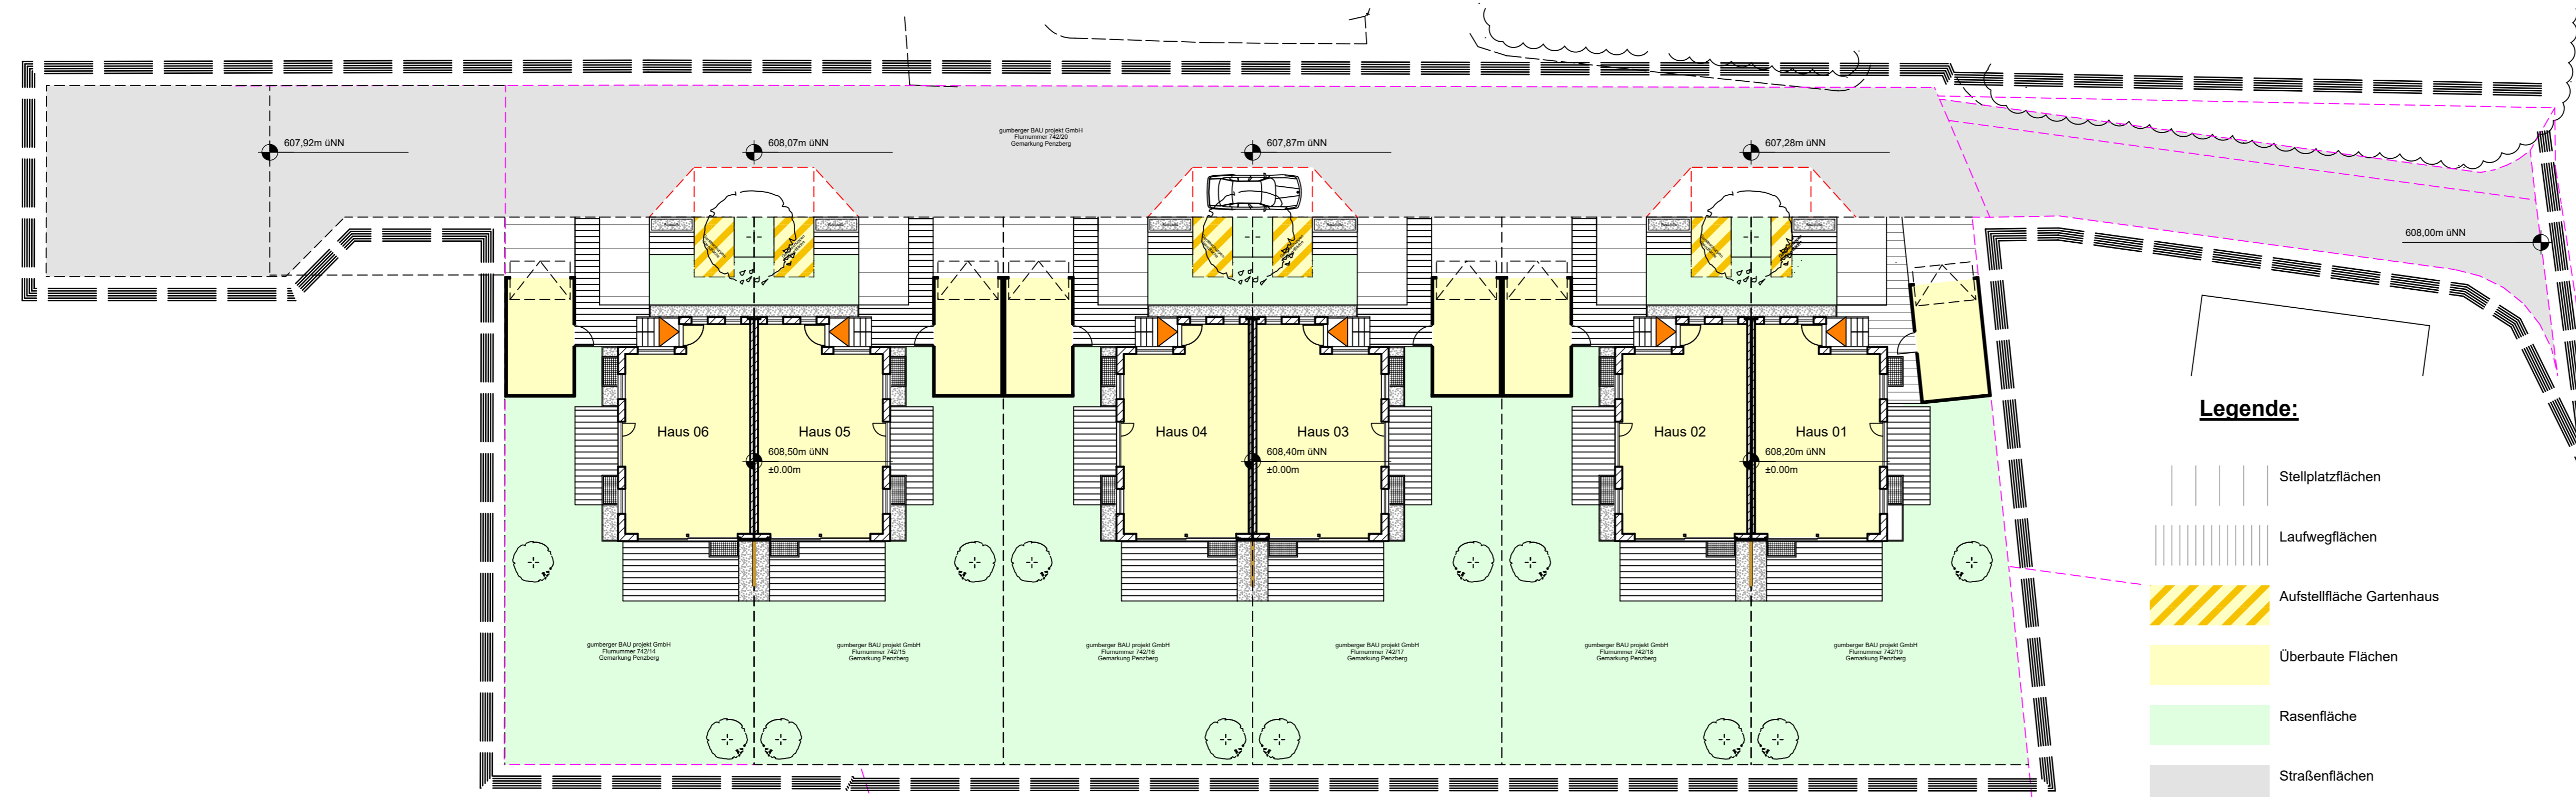 gumberger BAU projekt GmbH
Flurnummer 742/20
Gemarkung Penzberg
607,92m üNN
608,07m üNN
607,87m üNN
607,28m üNN
608,00m üNN
Haus 06
Haus 05
Haus 04
Haus 03
Haus 02
Haus 01
608,50m üNN
±0.00m
608,40m üNN
±0.00m
608,20m üNN
±0.00m
gumberger BAU projekt GmbH
Flurnummer 742/14
Gemarkung Penzberg
gumberger BAU projekt GmbH
Flurnummer 742/15
Gemarkung Penzberg
gumberger BAU projekt GmbH
Flurnummer 742/16
Gemarkung Penzberg
gumberger BAU projekt GmbH
Flurnummer 742/17
Gemarkung Penzberg
gumberger BAU projekt GmbH
Flurnummer 742/18
Gemarkung Penzberg
gumberger BAU projekt GmbH
Flurnummer 742/19
Gemarkung Penzberg
Legende:
Stellplatzflächen
Laufwegflächen
Aufstellfläche Gartenhaus
Überbaute Flächen
Rasenfläche
Straßenflächen